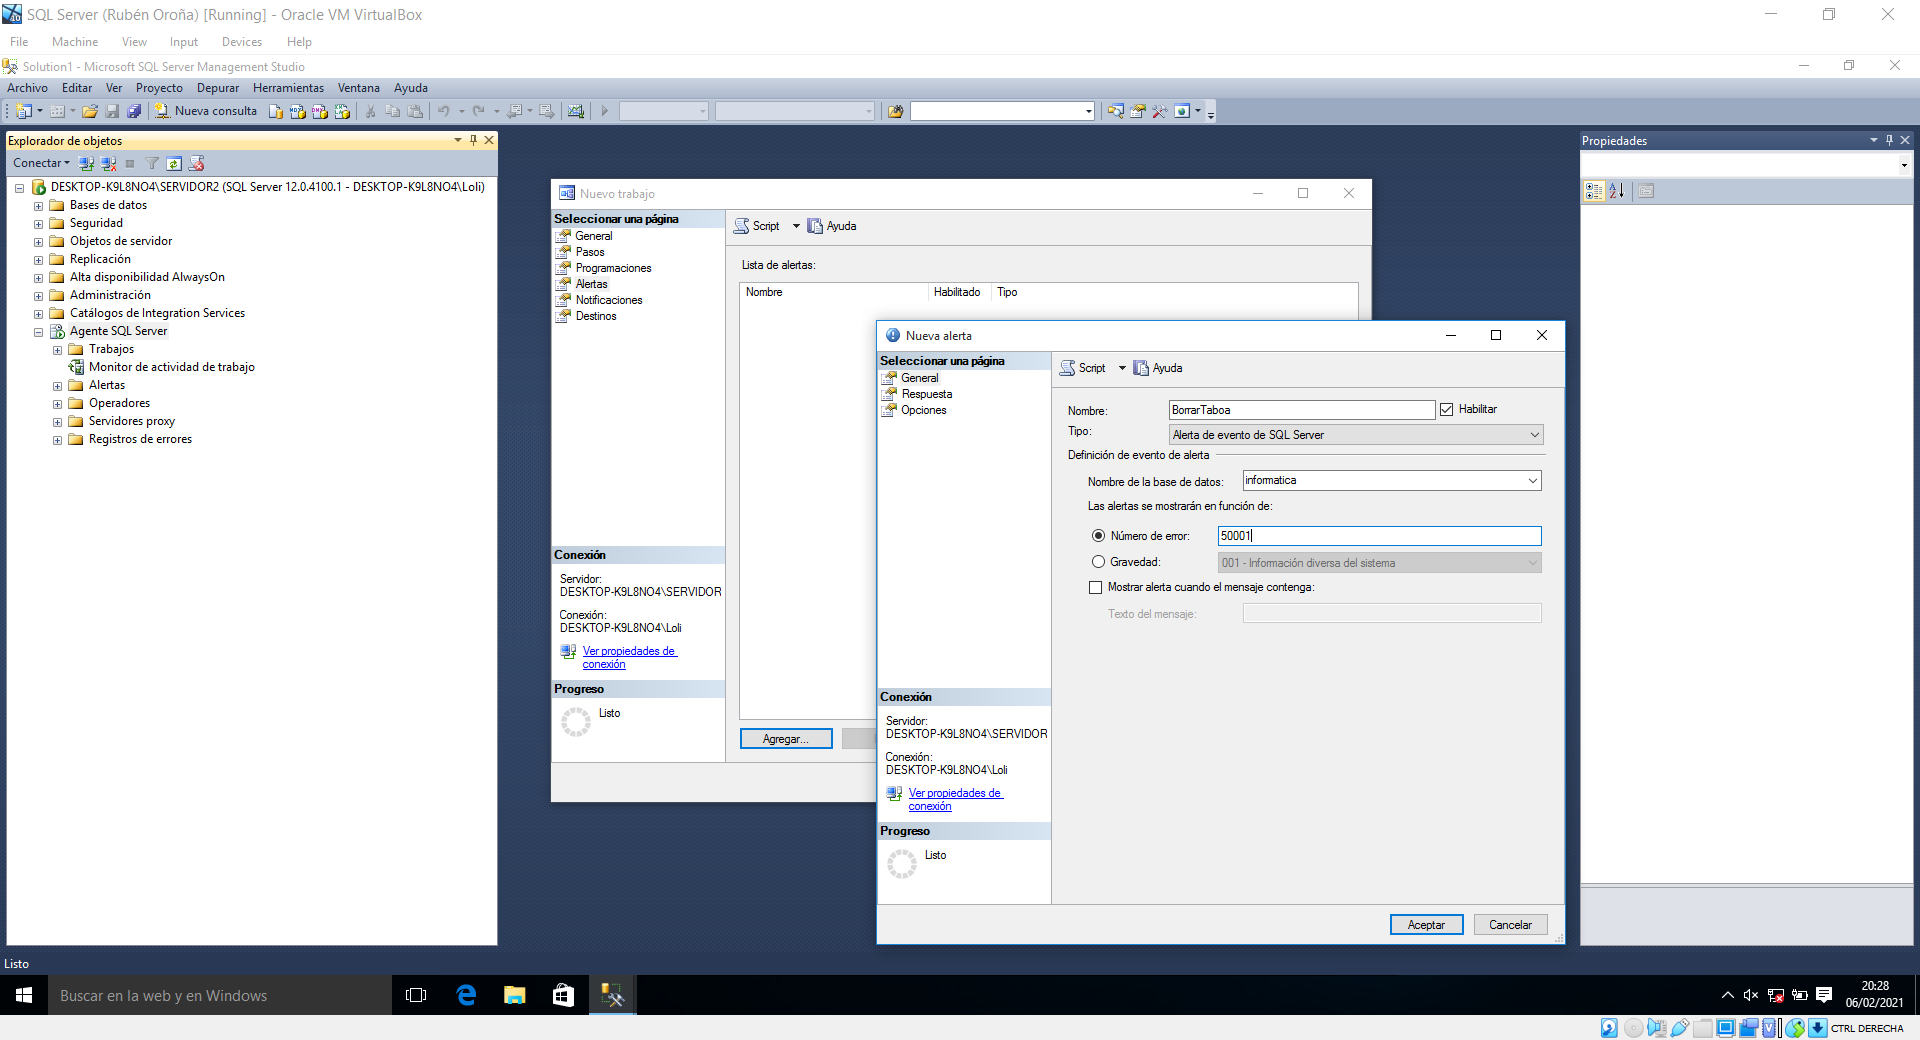 SQL Server (Rubén Oroña) [Running] - Oracle VM VirtualBox
File Machine View Input Devices Help
Solution1 - Microsoft SQL Server Management Studio
Archivo Editar Ver Proyecto Depurar Herramientas Ventana Ayuda
Nueva consulta
Explorador de objetos
Conectar
DESKTOP-K9L8NO4\SERVIDOR2 (SQL Server 12.0.4100.1 - DESKTOP-K9L8NO4\Loli)
Bases de datos
Seguridad
Objetos de servidor
Replicación
Alta disponibilidad AlwaysOn
Administración
Catálogos de Integration Services
Agente SQL Server
Trabajos
Monitor de actividad de trabajo
Alertas
Operadores
Servidores proxy
Registros de errores
Nuevo trabajo
Seleccionar una página
General
Pasos
Programaciones
Alertas
Notificaciones
Destinos
Script Ayuda
Lista de alertas:
Nombre Habilitado Tipo
Conexión
Servidor:
DESKTOP-K9L8NO4\SERVIDOR
Conexión:
DESKTOP-K9L8NO4\Loli
Ver propiedades de
conexión
Progreso
Listo
Agregar...
Nueva alerta
Seleccionar una página
General
Respuesta
Opciones
Script Ayuda
Nombre: BorrarTaboa Habilitar
Tipo: Alerta de evento de SQL Server
Definición de evento de alerta
Nombre de la base de datos: informatica
Las alertas se mostrarán en función de:
Número de error: 50001
Gravedad: 001 - Información diversa del sistema
Mostrar alerta cuando el mensaje contenga:
Texto del mensaje:
Conexión
Servidor:
DESKTOP-K9L8NO4\SERVIDOR
Conexión:
DESKTOP-K9L8NO4\Loli
Ver propiedades de
conexión
Progreso
Listo
Aceptar Cancelar
Propiedades
Listo
Buscar en la web y en Windows
20:28
06/02/2021
CTRL DERECHA